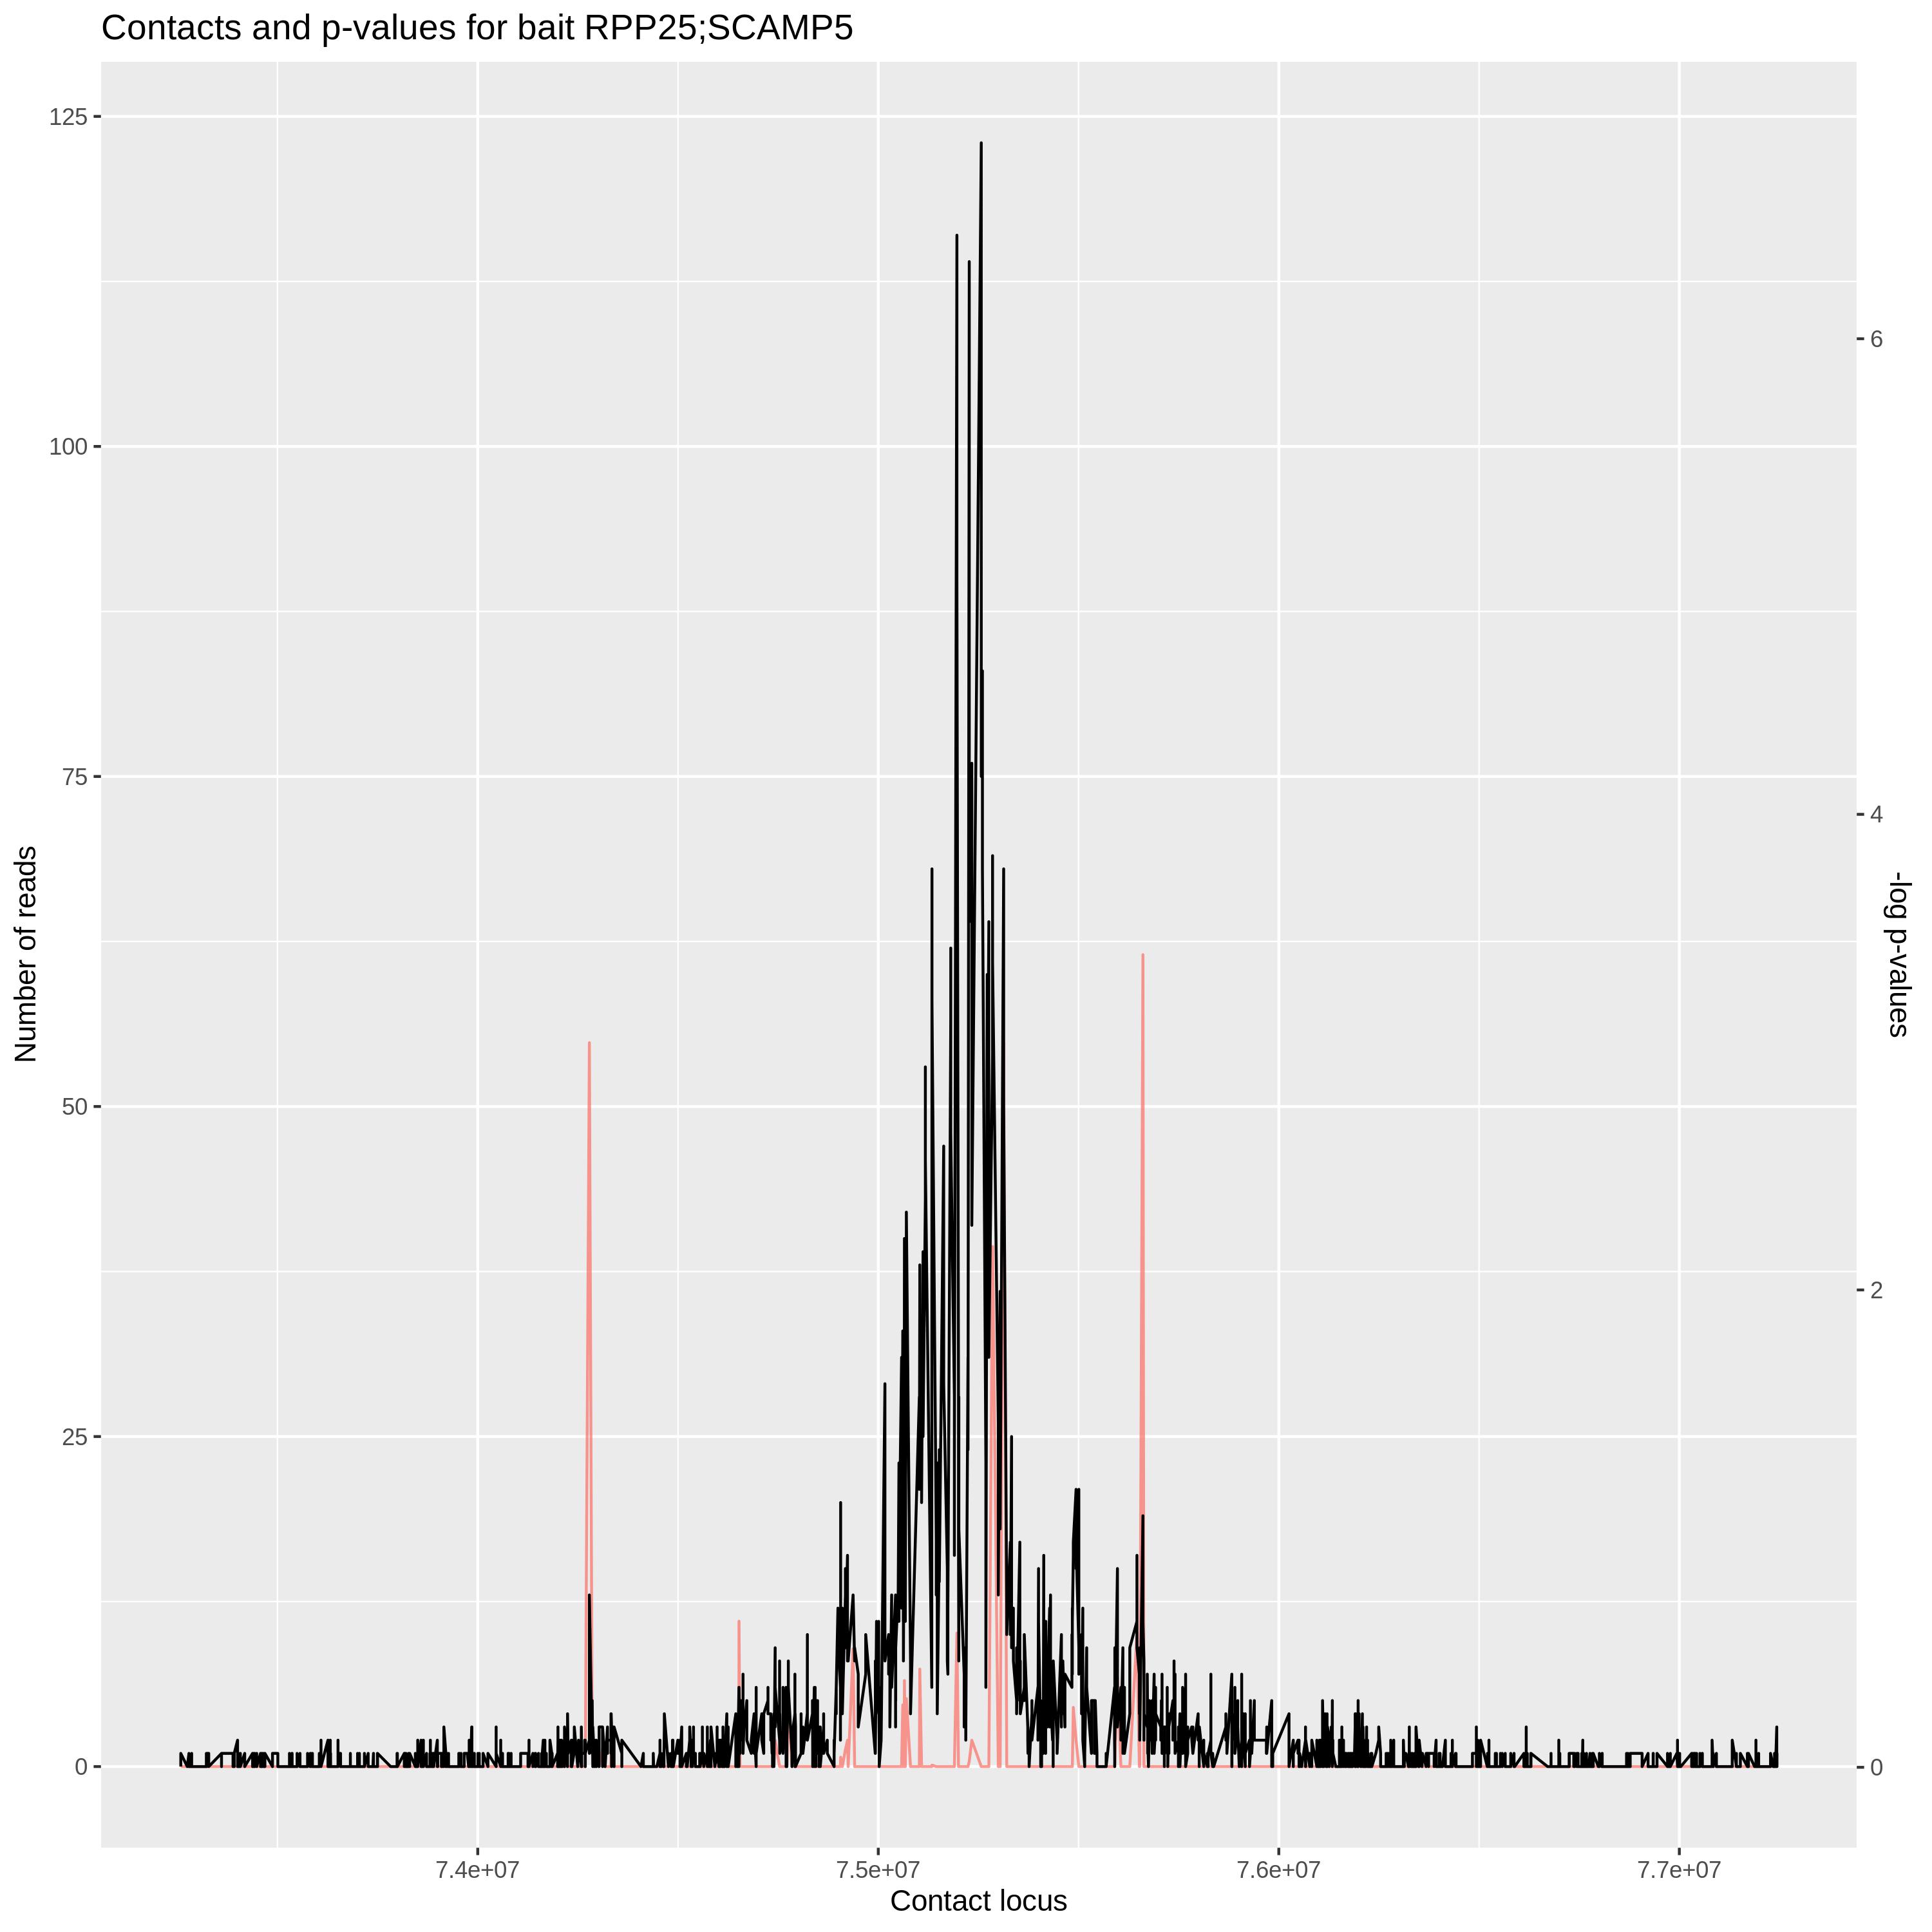 Contacts and p-values for bait RPP25;SCAMP5
125
100
75
50
25
0
Number of reads
6
4
2
0
-log p-values
7.4e+07 7.5e+07 7.6e+07 7.7e+07
Contact locus